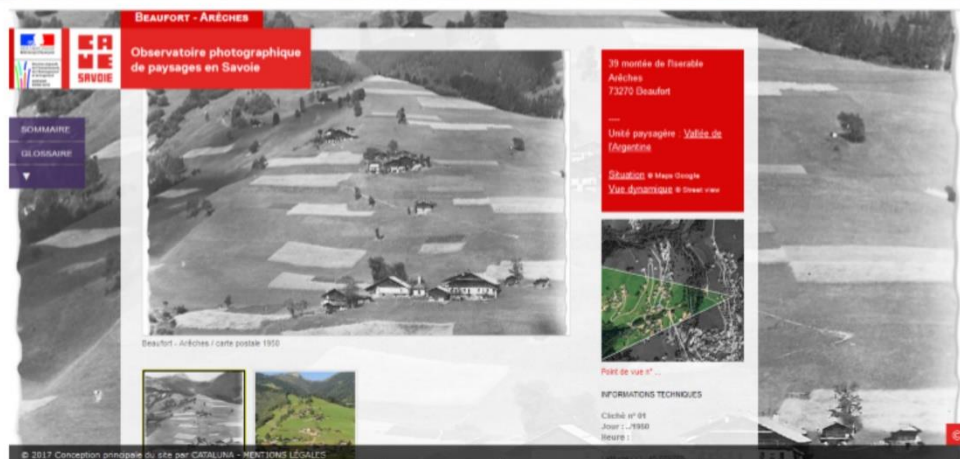 BEAUFORT - ARÊCHES
SAVOIE
Observatoire photographique
de paysages en Savoie
SOMMAIRE
GLOSSAIRE
39 montée de l'Iserable
Arêches
73270 Beaufort
---
Unité paysagère : Vallée de
l'Argentine
Situation © Maps Google
Vue dynamique © Street view
Beaufort - Arêches / carte postale 1950
Point de vue n° ...
INFORMATIONS TECHNIQUES
Cliché n° 01
Jour : ../1950
Heure :
© 2017 Conception principale du site par CATALUNA - MENTIONS LÉGALES
©